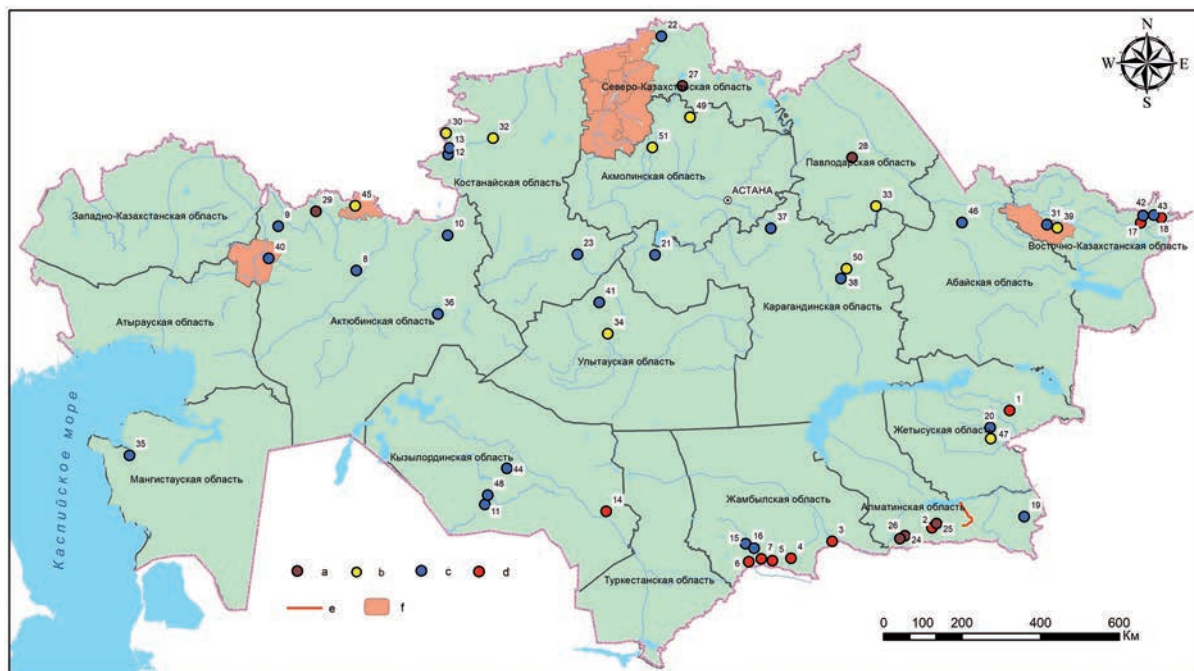 22
N
W E
S
27
Северо-Казахстанская область
49
30
13
12
32
51
28
Павлодарская область
Костанайская область
Акмолинская область
АСТАНА
Западно-Казахстанская область
9
29
45
10
33
37
46
31
39
42
43
17
18
Восточно-Казахстанская область
40
8
23
21
50
38
Абайская область
Карагандинская область
41
Атырауская область
Актюбинская область
36
34
Улытауская область
1
20
Жетысуская область
47
Каспийское море
35
Мангистауская область
Кызылординская область
44
48
11
14
Жамбылская область
Алматинская область
19
26
24
2
25
3
15
16
7
5
4
6
Туркестанская область
a b c d
e f
0 100 200 400 600
Км